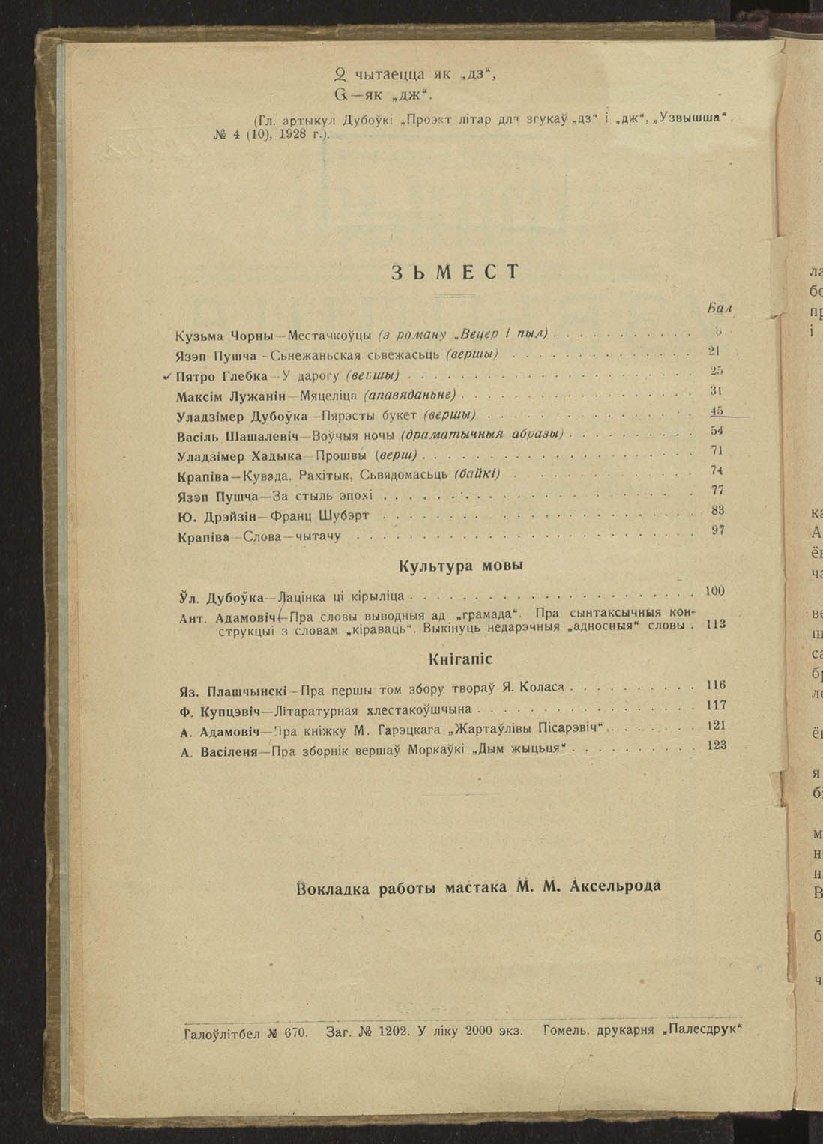 Ձ чытаецца як „дз“,
Գ—як „дж“.
(Гл. артыкул Дубоўкі „Проэкт літар для згукаў „дз“ і „дж“, „Узвышша“
№ 4 (10), 1928 г.).
ЗЬМЕСТ
Бал
Кузьма Чорны—Местачкоўцы (з роману „Вецер і пыл) 5
Язэп Пушча—Сьнежаньская сьвежасьць (вершы) 21
Пятро Глебка—У дарогу (вершы) 25
Максім Лужанін—Мяцеліца (апавяданьне) 31
Уладзімер Дубоўка—Пярэсты букет (вершы) 45
Васіль Шашалевіч—Воўчыя ночы (драматычныя абразы) 54
Уладзімер Хадыка—Прошвы (верш) 71
Крапіва—Кувада, Рахітык, Сьвядомасьць (байкі) 74
Язэп Пушча—За стыль эпохі 77
Ю. Дрэйзін—Франц Шубэрт 83
Крапіва—Слова—чытачу 97
Культура мовы
Ўл. Дубоўка—Лацінка ці кірыліца 100
Ант. Адамовіч—Пра словы выводныя ад „грамада“. Пра сынтаксычныя кон-
струкцыі з словам „кіраваць“. Выкінуць недарэчныя „адносныя“ словы 113
Кнігапіс
Яз. Плашчынскі—Пра першы том збору твораў Я. Коласа 116
Ф. Купцэвіч—Літаратурная хлестакоўшчына 117
А. Адамовіч—Пра кніжку М. Гарэцкага „Жартаўлівы Пісарэвіч“ 121
А. Васіленя—Пра зборнік вершаў Моркаўкі „Дым жыцьця“ 123
Вокладка работы мастака М. М. Аксельрода
Галоўлітбел № 670. Заг. № 1202. У ліку 2000 экз. Гомель. друкарня „Палесдрук“